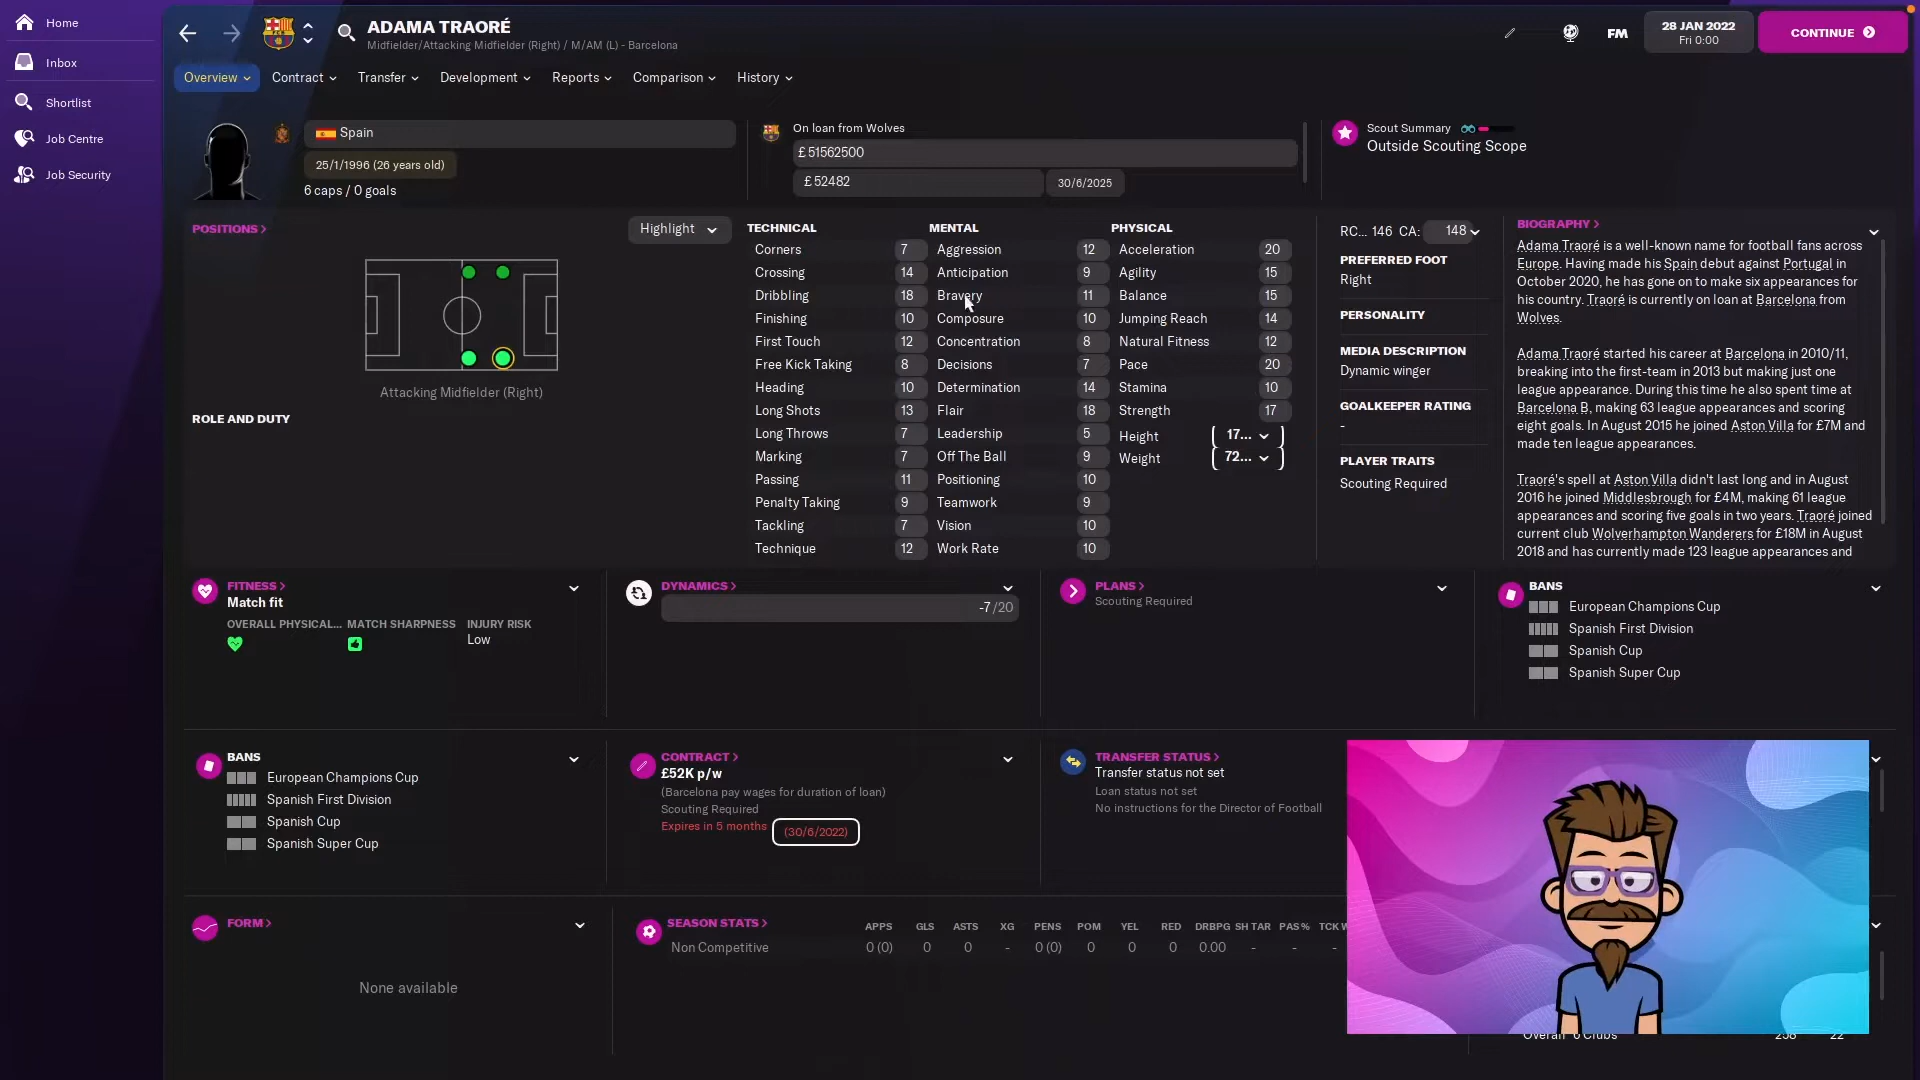 Home
Inbox
Shortlist
Job Centre
Job Security
ADAMA TRAORÉ
Midfielder/Attacking Midfielder (Right) / M/AM (L) - Barcelona
FM
28 JAN 2022
Fri 0:00
CONTINUE
Overview
Contract
Transfer
Development
Reports
Comparison
History
Spain
25/1/1996 (26 years old)
6 caps / 0 goals
On loan from Wolves
£ 51562500
£ 52482
30/6/2025
Scout Summary
Outside Scouting Scope
POSITIONS >
Highlight
Attacking Midfielder (Right)
ROLE AND DUTY
TECHNICAL
Corners 7
Crossing 14
Dribbling 18
Finishing 10
First Touch 12
Free Kick Taking 8
Heading 10
Long Shots 13
Long Throws 7
Marking 7
Passing 11
Penalty Taking 9
Tackling 7
Technique 12
MENTAL
Aggression 12
Anticipation 9
Bravery 11
Composure 10
Concentration 8
Decisions 7
Determination 14
Flair 18
Leadership 5
Off The Ball 9
Positioning 10
Teamwork 9
Vision 10
Work Rate 10
PHYSICAL
Acceleration 20
Agility 15
Balance 15
Jumping Reach 14
Natural Fitness 12
Pace 20
Stamina 10
Strength 17
Height 17...
Weight 72...
RC... 146 CA: 148
PREFERRED FOOT
Right
PERSONALITY
MEDIA DESCRIPTION
Dynamic winger
GOALKEEPER RATING
-
PLAYER TRAITS
Scouting Required
BIOGRAPHY >
Adama Traoré is a well-known name for football fans across
Europe. Having made his Spain debut against Portugal in
October 2020, he has gone on to make six appearances for
his country. Traoré is currently on loan at Barcelona from
Wolves.
Adama Traoré started his career at Barcelona in 2010/11,
breaking into the first-team in 2013 but making just one
league appearance. During this time he also spent time at
Barcelona B, making 63 league appearances and scoring
eight goals. In August 2015 he joined Aston Villa for £7M and
made ten league appearances.
Traoré's spell at Aston Villa didn't last long and in August
2016 he joined Middlesbrough for £4M, making 61 league
appearances and scoring five goals in two years. Traoré joined
current club Wolverhampton Wanderers for £18M in August
2018 and has currently made 123 league appearances and
FITNESS >
Match fit
OVERALL PHYSICAL... MATCH SHARPNESS INJURY RISK
Low
DYNAMICS >
-7 /20
PLANS >
Scouting Required
BANS
European Champions Cup
Spanish First Division
Spanish Cup
Spanish Super Cup
BANS
European Champions Cup
Spanish First Division
Spanish Cup
Spanish Super Cup
CONTRACT >
£52K p/w
(Barcelona pay wages for duration of loan)
Scouting Required
Expires in 5 months (30/6/2022)
TRANSFER STATUS >
Transfer status not set
Loan status not set
No instructions for the Director of Football
FORM >
None available
SEASON STATS >
APPS GLS ASTS XG PENS POM YEL RED DRBPG SH TAR PAS% TCK
Non Competitive 0 (0) 0 0 - 0 (0) 0 0 0 0.00 - - -
Overall